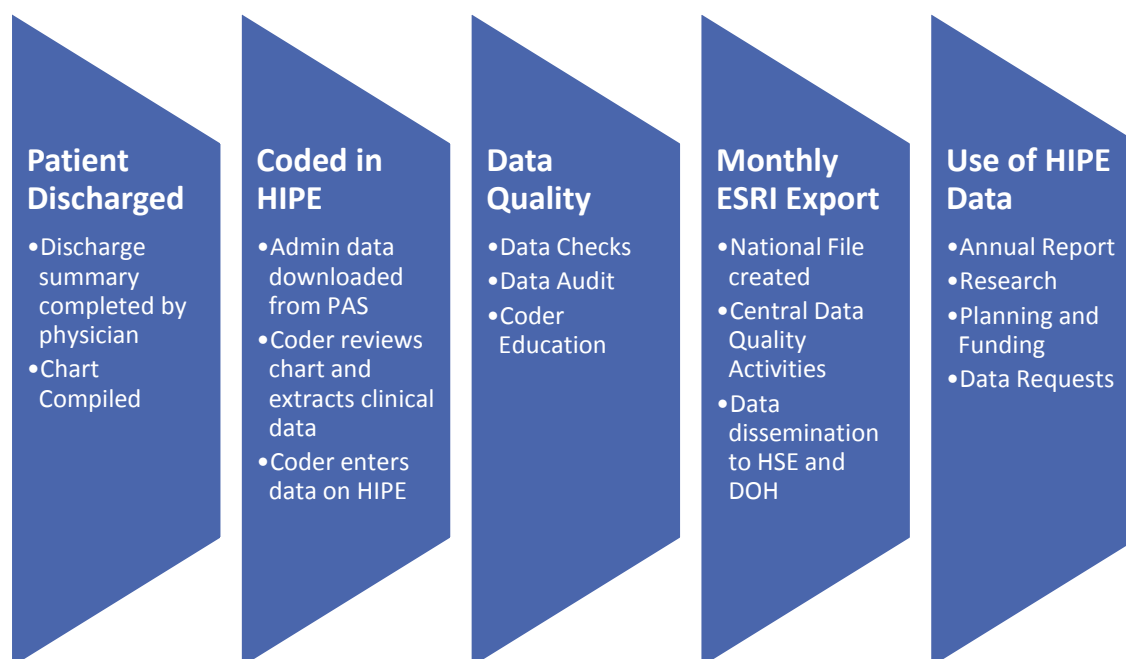 Patient
Discharged
•Discharge
summary
completed by
physician
•Chart
Compiled
Coded in
HIPE
•Admin data
downloaded
from PAS
•Coder reviews
chart and
extracts clinical
data
•Coder enters
data on HIPE
Data
Quality
•Data Checks
•Data Audit
•Coder
Education
Monthly
ESRI Export
•National File
created
•Central Data
Quality
Activities
•Data
dissemination
to HSE and
DOH
Use of HIPE
Data
•Annual Report
•Research
•Planning and
Funding
•Data Requests